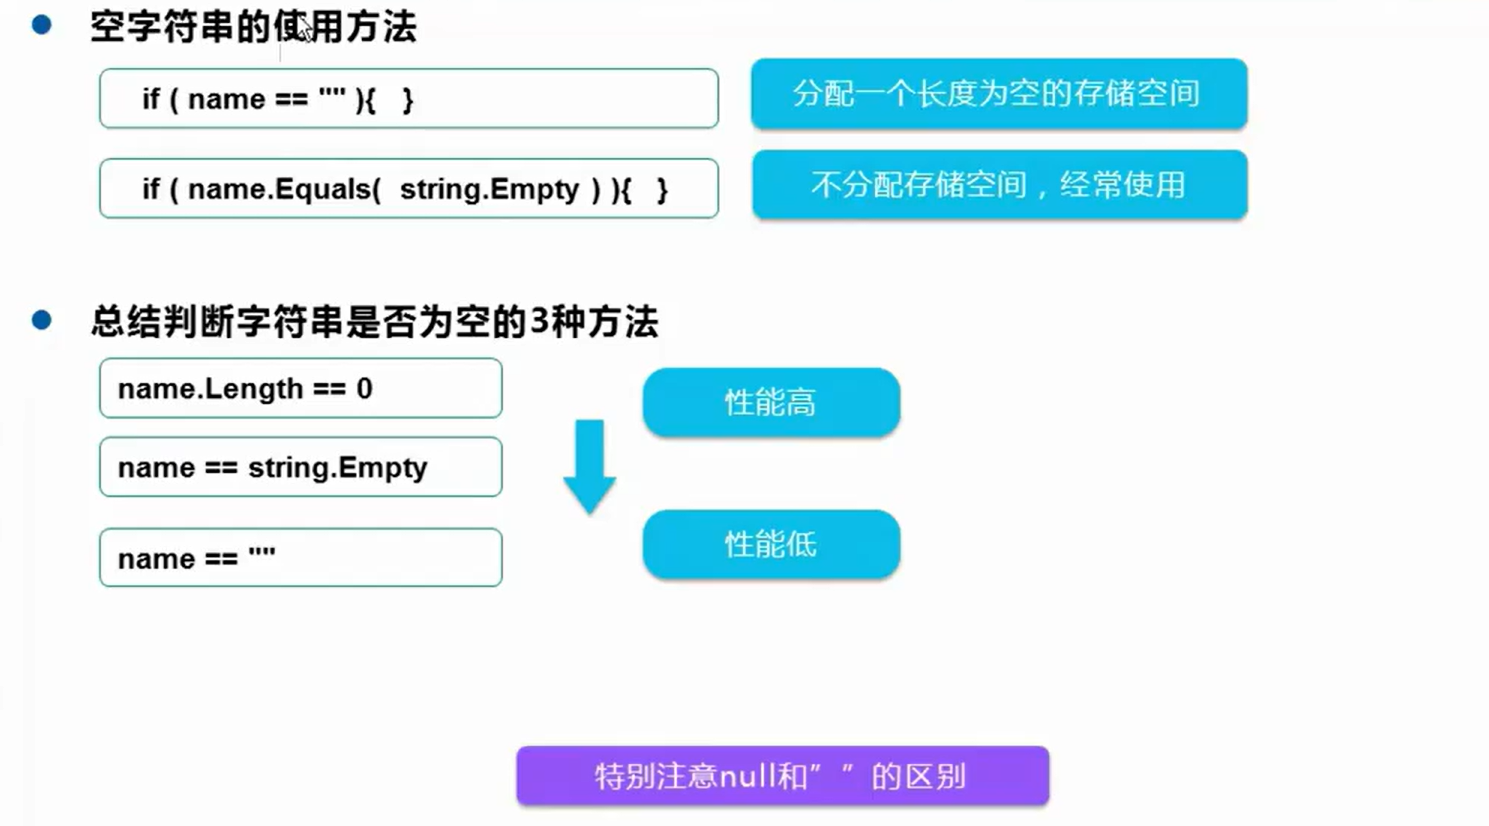 空字符串的使用方法
if ( name == "" ){   }
分配一个长度为空的存储空间
if ( name.Equals(  string.Empty ) ){   }
不分配存储空间，经常使用
总结判断字符串是否为空的3种方法
name.Length == 0
性能高
name == string.Empty
name == ""
性能低
特别注意null和” ”的区别